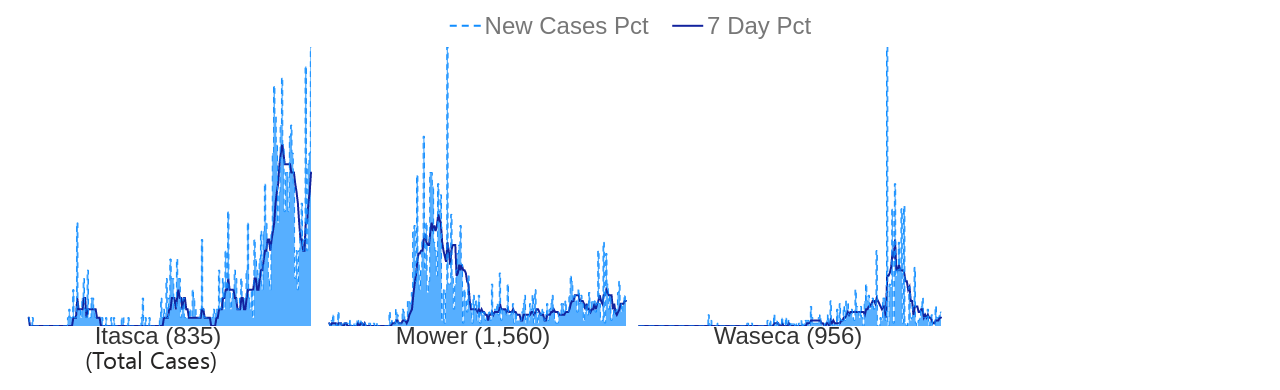 New Cases Pct 7 Day Pct
Itasca (835) Mower (1,560) Waseca (956)
(Total Cases)